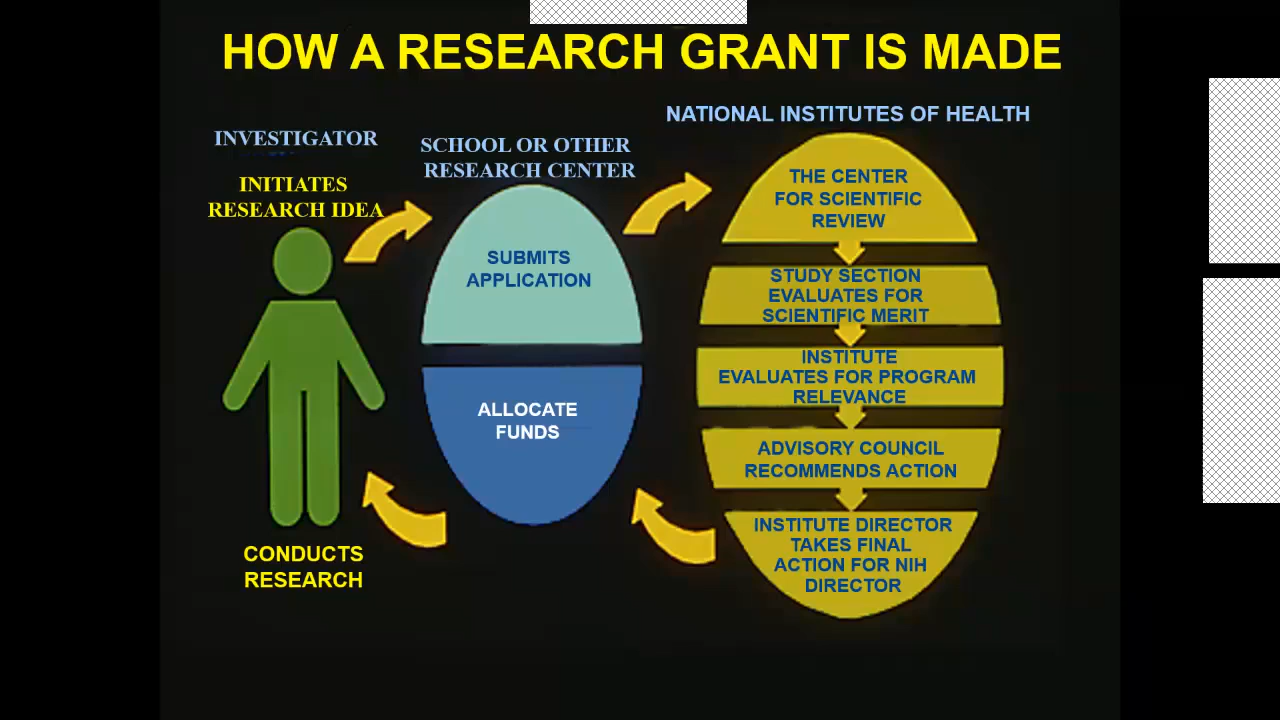 HOW A RESEARCH GRANT IS MADE
INVESTIGATOR
INITIATES
RESEARCH IDEA
CONDUCTS
RESEARCH
SCHOOL OR OTHER
RESEARCH CENTER
SUBMITS
APPLICATION
ALLOCATE
FUNDS
NATIONAL INSTITUTES OF HEALTH
THE CENTER
FOR SCIENTIFIC
REVIEW
STUDY SECTION
EVALUATES FOR
SCIENTIFIC MERIT
INSTITUTE
EVALUATES FOR PROGRAM
RELEVANCE
ADVISORY COUNCIL
RECOMMENDS ACTION
INSTITUTE DIRECTOR
TAKES FINAL
ACTION FOR NIH
DIRECTOR